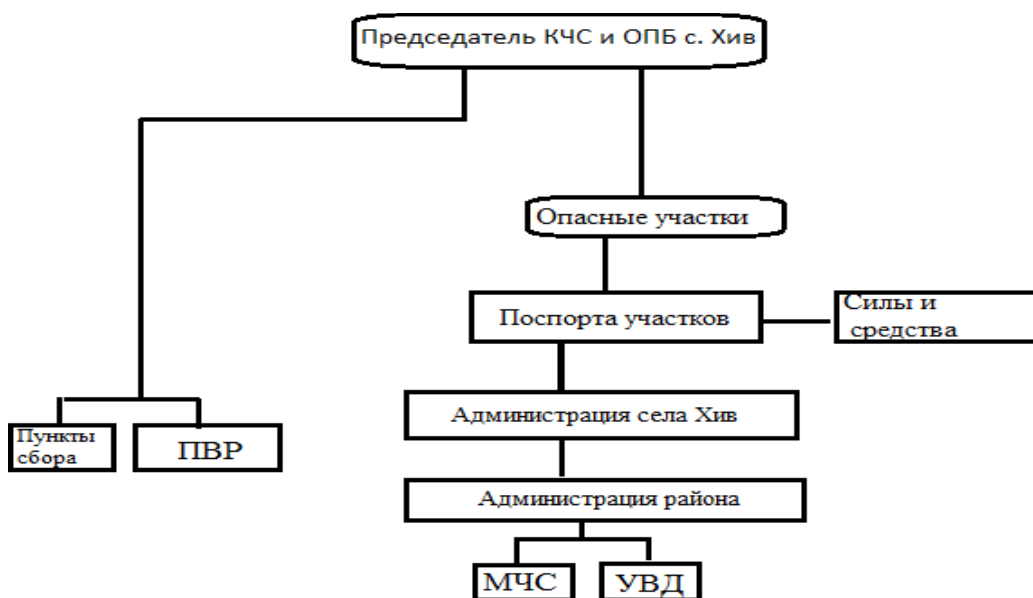 Председатель КЧС и ОПБ с. Хив
Опасные участки
Поспорта участков
Силы и
средства
Администрация села Хив
Пункты
сбора
ПВР
Администрация района
МЧС
УВД